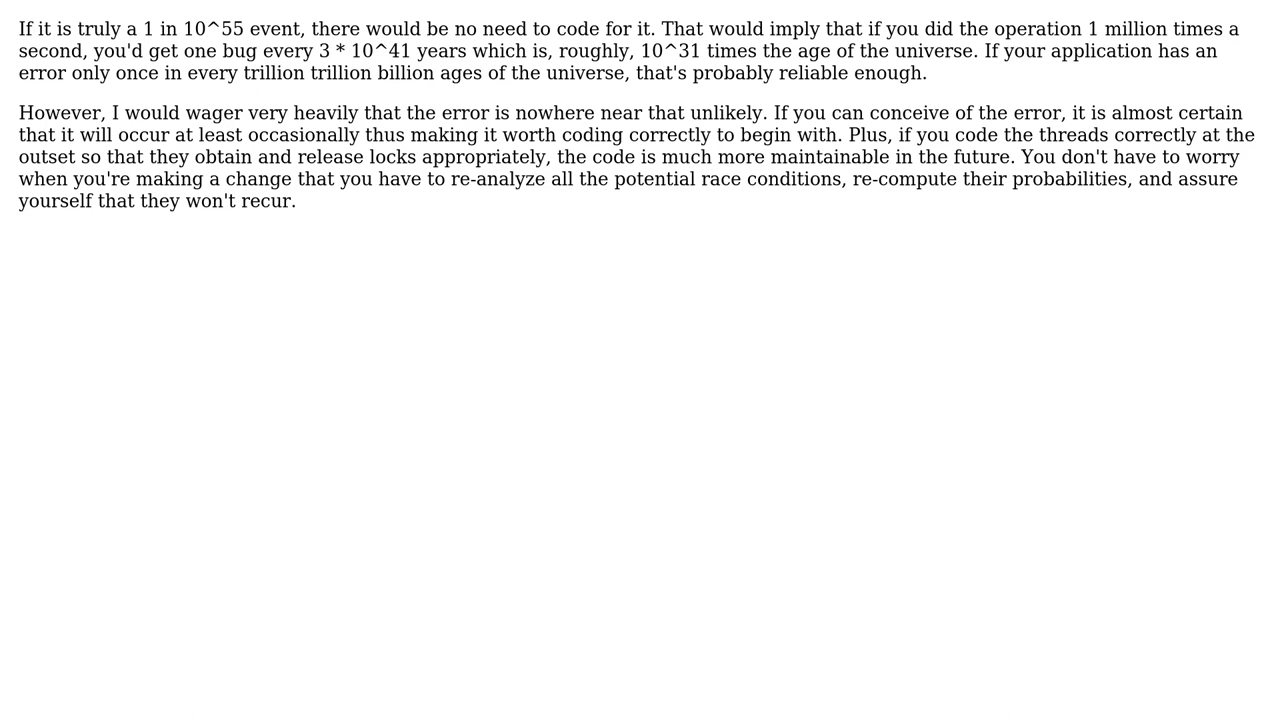 If it is truly a 1 in 10^55 event, there would be no need to code for it. That would imply that if you did the operation 1 million times a
second, you'd get one bug every 3 * 10^41 years which is, roughly, 10^31 times the age of the universe. If your application has an
error only once in every trillion trillion billion ages of the universe, that's probably reliable enough.
However, I would wager very heavily that the error is nowhere near that unlikely. If you can conceive of the error, it is almost certain
that it will occur at least occasionally thus making it worth coding correctly to begin with. Plus, if you code the threads correctly at the
outset so that they obtain and release locks appropriately, the code is much more maintainable in the future. You don't have to worry
when you're making a change that you have to re-analyze all the potential race conditions, re-compute their probabilities, and assure
yourself that they won't recur.